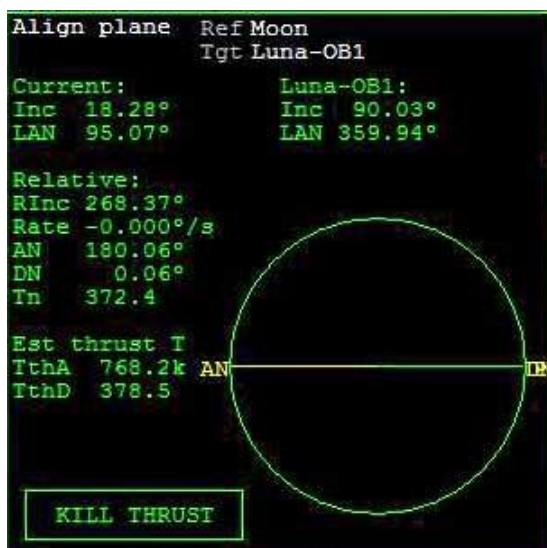 Align plane Ref Moon
Tgt Luna-OB1
Current: Luna-OB1:
Inc 18.28° Inc 90.03°
LAN 95.07° LAN 359.94°
Relative:
RInc 268.37°
Rate -0.000°/s
AN 180.06°
DN 0.06°
Tn 372.4
Est thrust T
TthA 768.2k AN
TthD 378.5
KILL THRUST